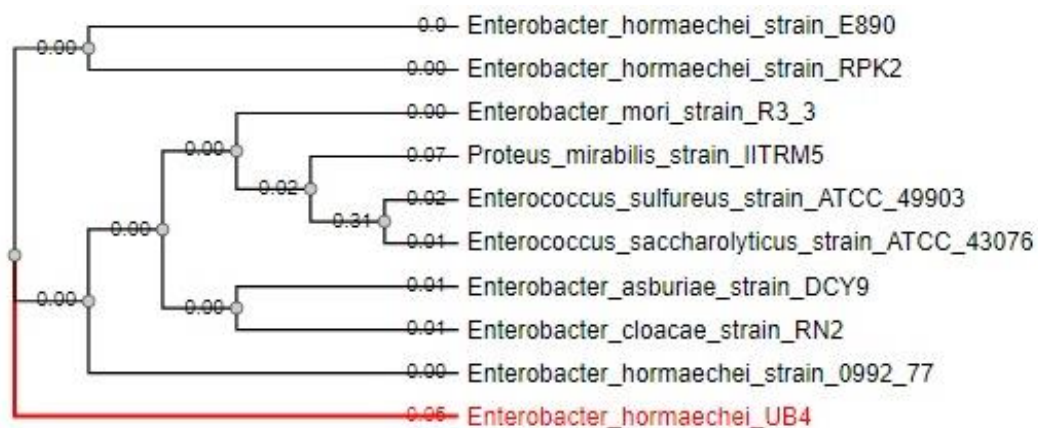 0.0 Enterobacter_hormaechei_strain_E890
0.00
0.00 Enterobacter_hormaechei_strain_RPK2
0.00 Enterobacter_mori_strain_R3_3
0.00
0.07 Proteus_mirabilis_strain_IITRM5
0.02
0.02 Enterococcus_sulfureus_strain_ATCC_49903
0.31
0.00
0.01 Enterococcus_saccharolyticus_strain_ATCC_43076
0.01 Enterobacter_asburiae_strain_DCY9
0.00
0.00
0.01 Enterobacter_cloacae_strain_RN2
0.00 Enterobacter_hormaechei_strain_0992_77
0.05 Enterobacter_hormaechei_UB4